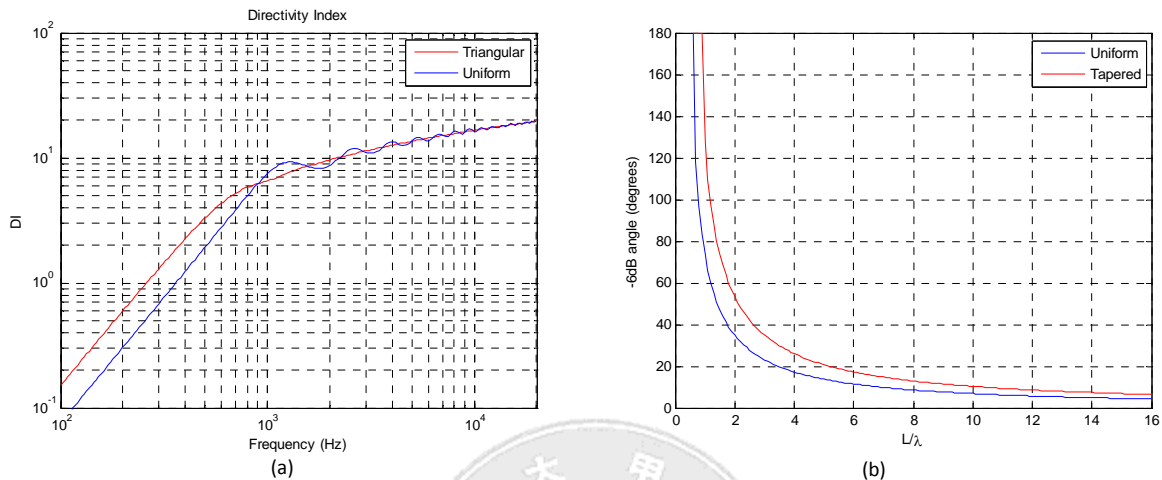 Directivity Index
10^2
10^1
10^0
10^-1
DI
10^2
10^3
10^4
Frequency (Hz)
Triangular
Uniform
(a)
180
160
140
120
100
80
60
40
20
0
-6dB angle (degrees)
0
2
4
6
8
10
12
14
16
L/λ
Uniform
Tapered
(b)
大